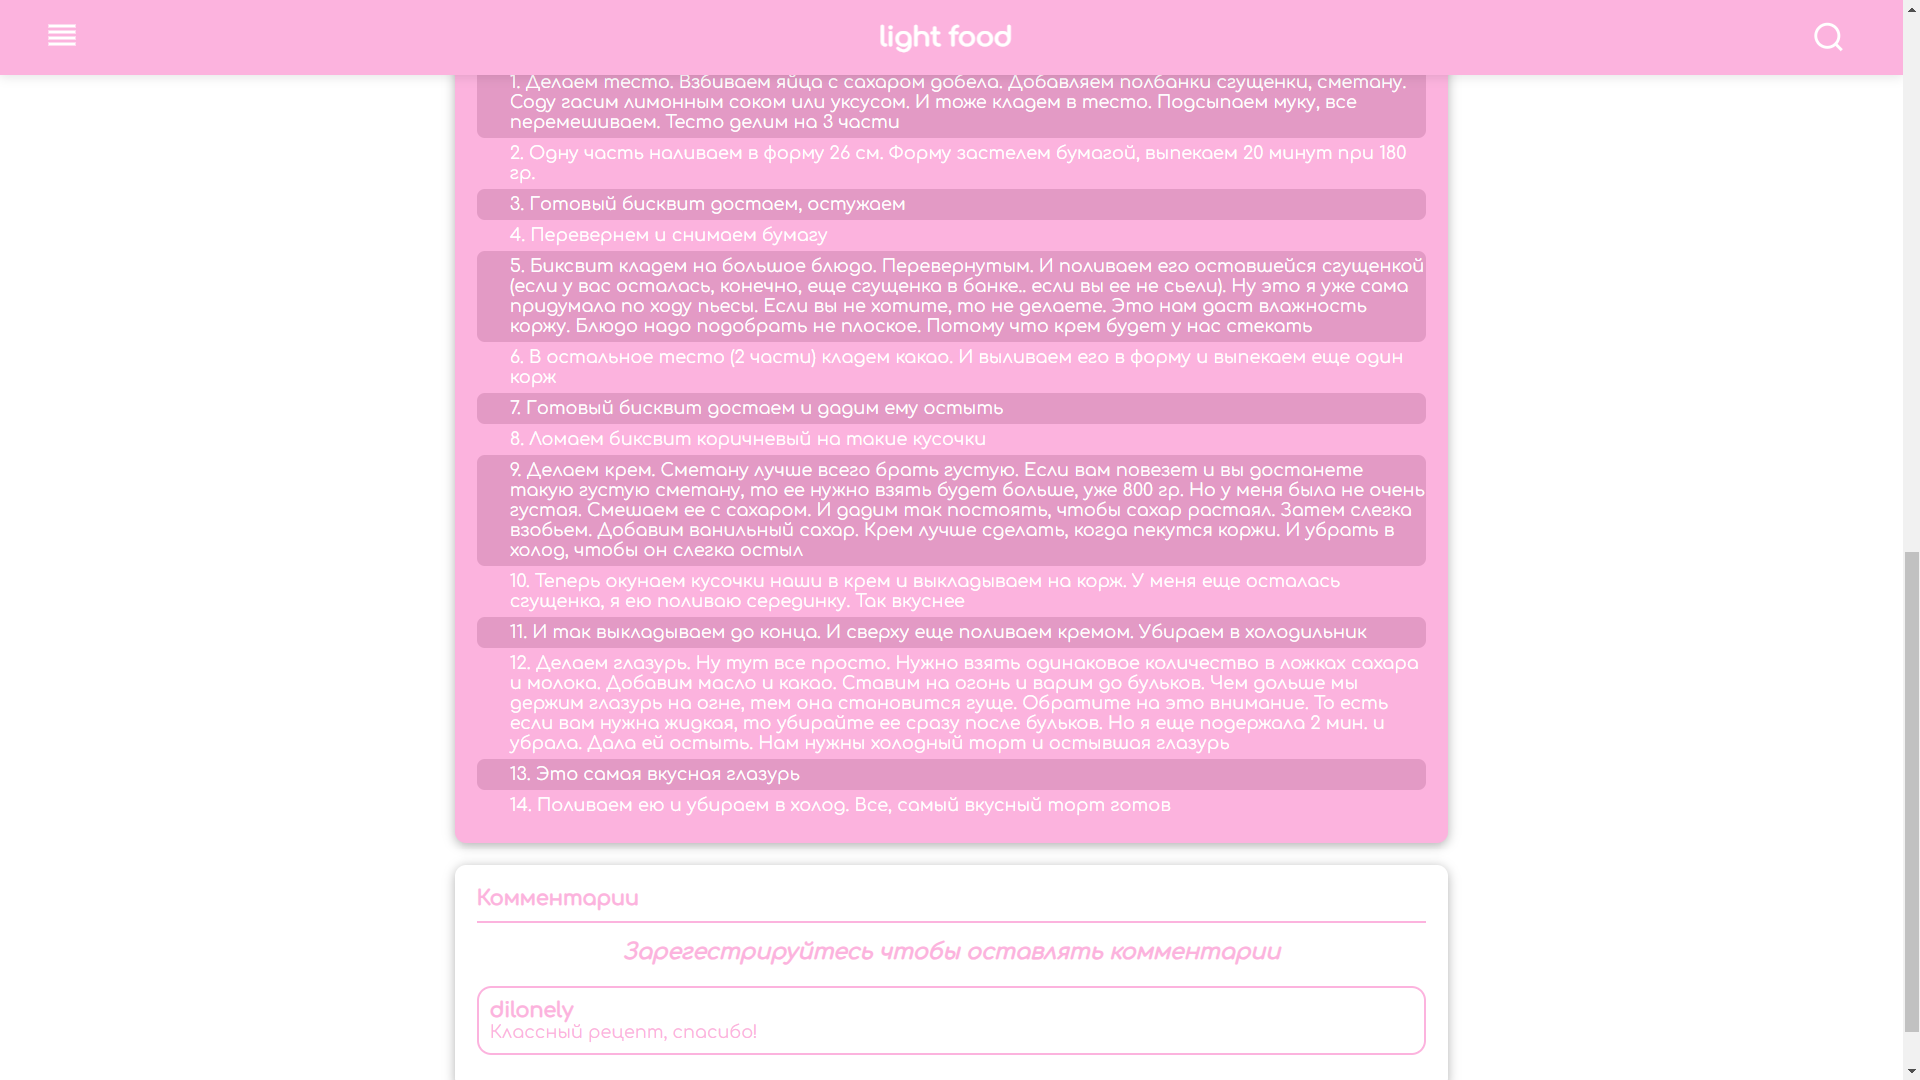 light food
1. Делаем тесто. Взбиваем яйца с сахаром добела. Добавляем полбанки сгущенки, сметану.
Соду гасим лимонным соком или уксусом. И тоже кладем в тесто. Подсыпаем муку, все
перемешиваем. Тесто делим на 3 части
2. Одну часть наливаем в форму 26 см. Форму застелем бумагой, выпекаем 20 минут при 180
гр.
3. Готовый бисквит достаем, остужаем
4. Перевернем и снимаем бумагу
5. Биксвит кладем на большое блюдо. Перевернутым. И поливаем его оставшейся сгущенкой
(если у вас осталась, конечно, еще сгущенка в банке.. если вы ее не сьели). Ну это я уже сама
придумала по ходу пьесы. Если вы не хотите, то не делаете. Это нам даст влажность
коржу. Блюдо надо подобрать не плоское. Потому что крем будет у нас стекать
6. В остальное тесто (2 части) кладем какао. И выливаем его в форму и выпекаем еще один
корж
7. Готовый бисквит достаем и дадим ему остыть
8. Ломаем биксвит коричневый на такие кусочки
9. Делаем крем. Сметану лучше всего брать густую. Если вам повезет и вы достанете
такую густую сметану, то ее нужно взять будет больше, уже 800 гр. Но у меня была не очень
густая. Смешаем ее с сахаром. И дадим так постоять, чтобы сахар растаял. Затем слегка
взобьем. Добавим ванильный сахар. Крем лучше сделать, когда пекутся коржи. И убрать в
холод, чтобы он слегка остыл
10. Теперь окунаем кусочки наши в крем и выкладываем на корж. У меня еще осталась
сгущенка, я ею поливаю серединку. Так вкуснее
11. И так выкладываем до конца. И сверху еще поливаем кремом. Убираем в холодильник
12. Делаем глазурь. Ну тут все просто. Нужно взять одинаковое количество в ложках сахара
и молока. Добавим масло и какао. Ставим на огонь и варим до бульков. Чем дольше мы
держим глазурь на огне, тем она становится гуще. Обратите на это внимание. То есть
если вам нужна жидкая, то убирайте ее сразу после бульков. Но я еще подержала 2 мин. и
убрала. Дала ей остыть. Нам нужны холодный торт и остывшая глазурь
13. Это самая вкусная глазурь
14. Поливаем ею и убираем в холод. Все, самый вкусный торт готов
Комментарии
Зарегестрируйтесь чтобы оставлять комментарии
dilonely
Классный рецепт, спасибо!